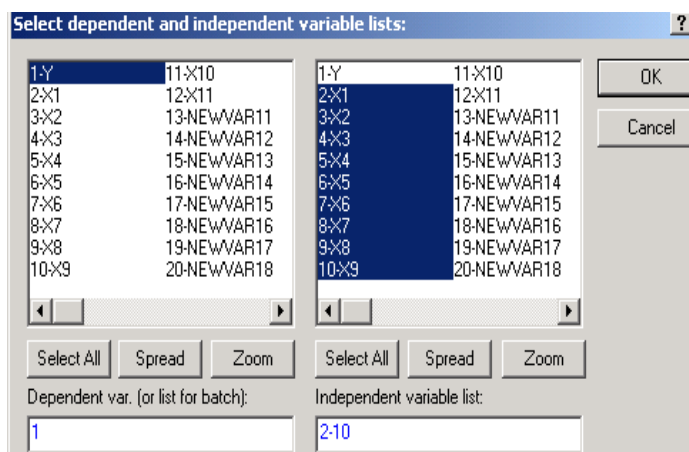 Select dependent and independent variable lists:
?
1-Y 11-X10
2-X1 12-X11
3-X2 13-NEWVAR11
4-X3 14-NEWVAR12
5-X4 15-NEWVAR13
6-X5 16-NEWVAR14
7-X6 17-NEWVAR15
8-X7 18-NEWVAR16
9-X8 19-NEWVAR17
10-X9 20-NEWVAR18
Select All Spread Zoom
Dependent var. (or list for batch):
1
1-Y 11-X10
2-X1 12-X11
3-X2 13-NEWVAR11
4-X3 14-NEWVAR12
5-X4 15-NEWVAR13
6-X5 16-NEWVAR14
7-X6 17-NEWVAR15
8-X7 18-NEWVAR16
9-X8 19-NEWVAR17
10-X9 20-NEWVAR18
Select All Spread Zoom
Independent variable list:
2-10
OK
Cancel